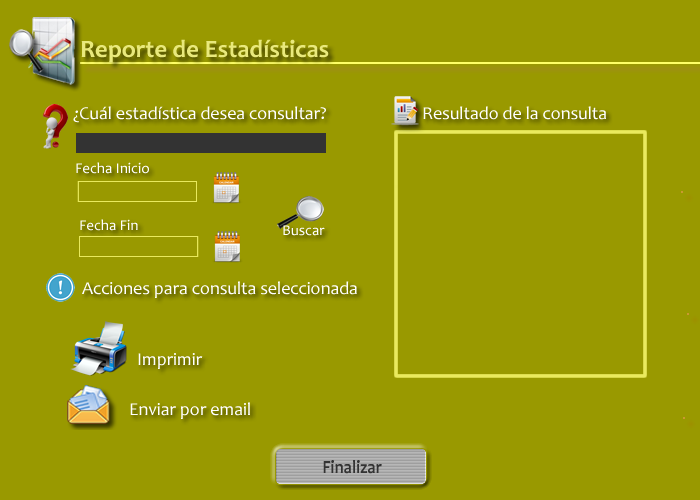 Reporte de Estadísticas
¿Cuál estadística desea consultar?
Fecha Inicio
Fecha Fin
Buscar
Acciones para consulta seleccionada
Imprimir
Enviar por email
Resultado de la consulta
Finalizar